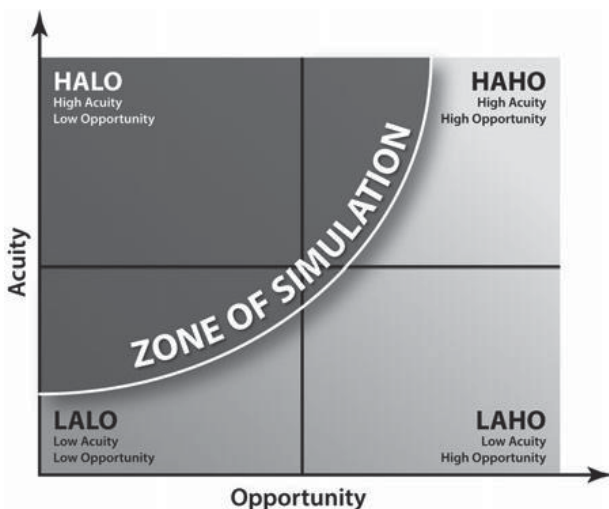 HALO
High Acuity
Low Opportunity
HAHO
High Acuity
High Opportunity
ZONE OF SIMULATION
Acuity
LALO
Low Acuity
Low Opportunity
LAHO
Low Acuity
High Opportunity
Opportunity